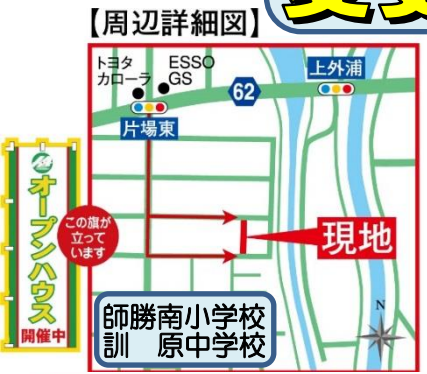 【周辺詳細図】
トヨタ
カローラ
ESSO
GS
62
上外浦
片場東
オープンハウス
開催中
この旗が
立って
います
現地
N
師勝南小学校
訓 原中学校